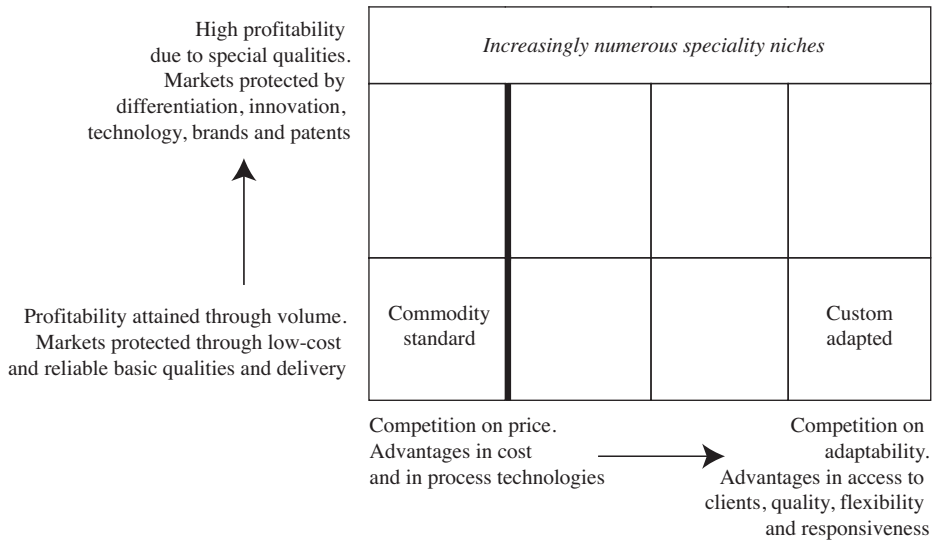 High profitability
due to special qualities.
Markets protected by
differentiation, innovation,
technology, brands and patents
Increasingly numerous speciality niches
Profitability attained through volume.
Markets protected through low-cost
and reliable basic qualities and delivery
Commodity
standard
Custom
adapted
Competition on price.
Advantages in cost
and in process technologies
Competition on
adaptability.
Advantages in access to
clients, quality, flexibility
and responsiveness